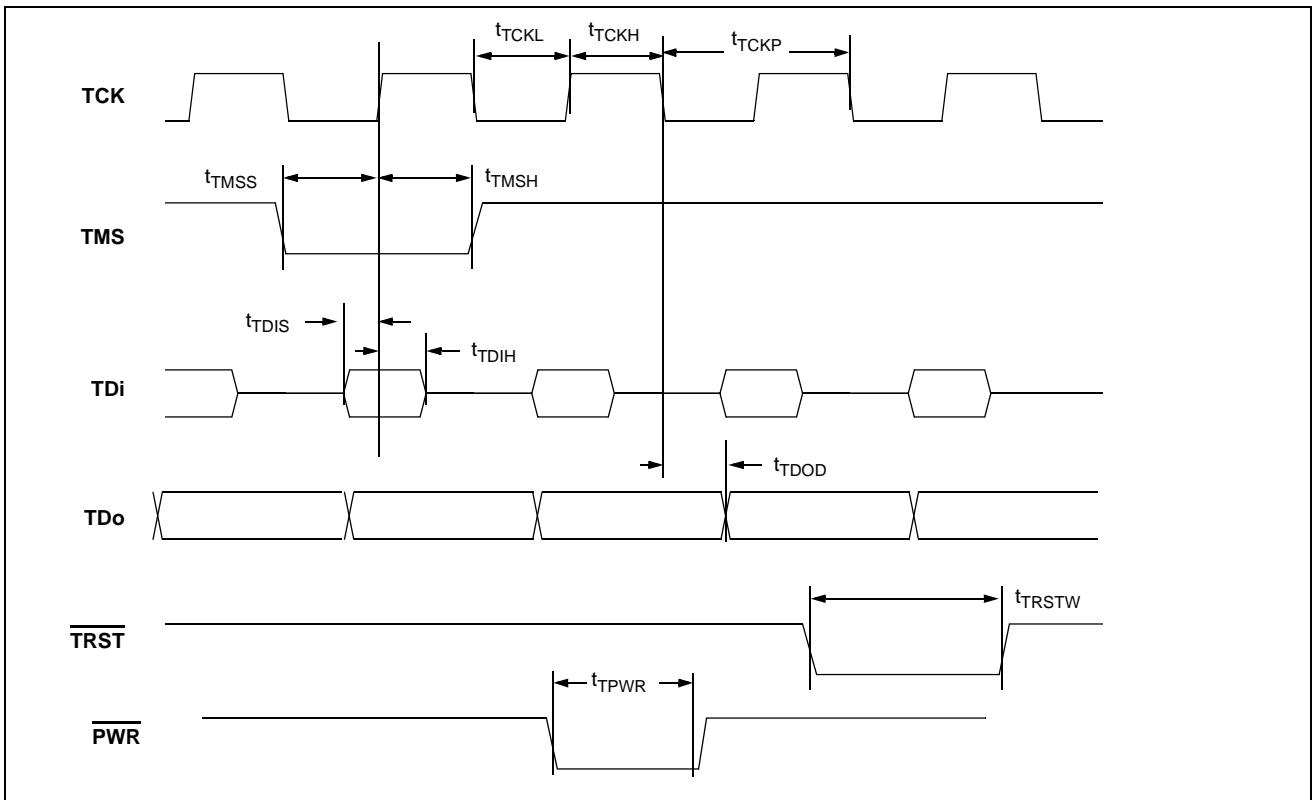 tTCKL tTCKH tTCKP
TCK
tTMSS tTMSH
TMS
tTDIS
tTDIH
TDi
tTDOD
TDo
tTRSTW
TRST
tTPWR
PWR